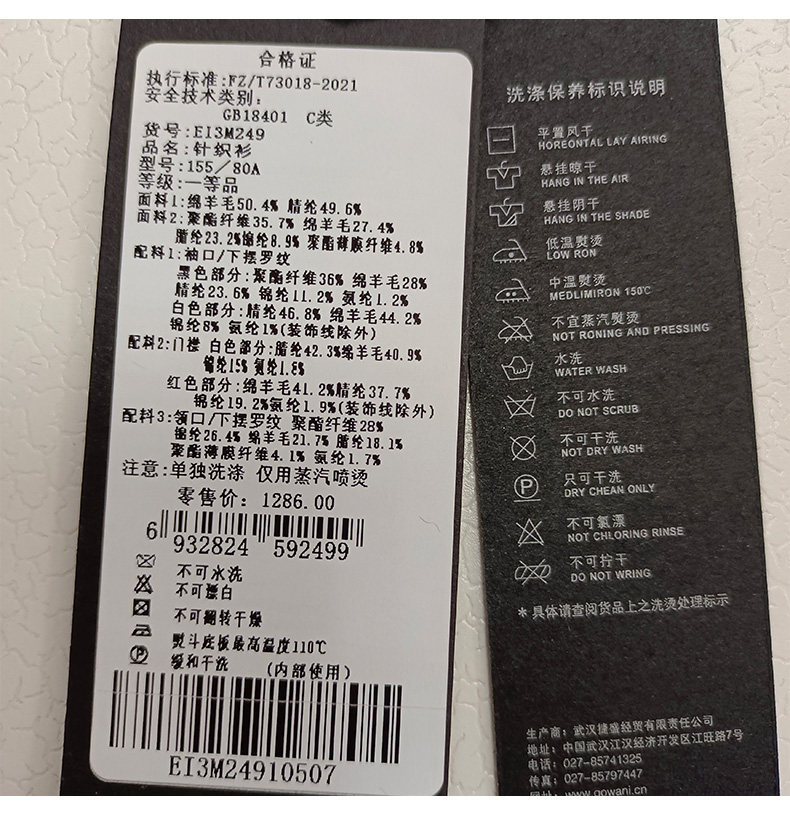 合格证
执行标准:FZ/T73018-2021
安全技术类别:
GB18401 C类
货号:EI3M249
品名:针织衫
型号:155/80A
等级:一等品
面料1:绵羊毛50.4% 腈纶49.6%
面料2:聚酯纤维35.7% 绵羊毛27.4%
腈纶23.2%锦纶8.9% 聚酯薄膜纤维4.8%
配料1:袖口/下摆罗纹
黑色部分:聚酯纤维36% 绵羊毛28%
腈纶23.6% 锦纶11.2% 氨纶1.2%
白色部分:腈纶46.8% 绵羊毛44.2%
锦纶8% 氨纶1%(装饰线除外)
配料2:门襟 白色部分:腈纶42.3%绵羊毛40.9%
锦纶15% 氨纶1.8%
红色部分:绵羊毛41.2%腈纶37.7%
锦纶19.2%氨纶1.9%(装饰线除外)
配料3:领口/下摆罗纹 聚酯纤维28%
锦纶26.4% 绵羊毛21.7% 腈纶18.1%
聚酯薄膜纤维4.1% 氨纶1.7%
注意:单独洗涤 仅用蒸汽喷烫
零售价: 1286.00
6 932824 592499
不可水洗
不可漂白
不可翻转干燥
熨斗底板最高温度110℃
缓和干洗 (内部使用)
EI3M24910507
洗涤保养标识说明
平置风干
HOREONTAL LAY AIRING
悬挂晾干
HANG IN THE AIR
悬挂阴干
HANG IN THE SHADE
低温熨烫
LOW RON
中温熨烫
MEDLIMIRON 150℃
不宜蒸汽熨烫
NOT RONING AND PRESSING
水洗
WATER WASH
不可水洗
DO NOT SCRUB
不可干洗
NOT DRY WASH
只可干洗
DRY CHEAN ONLY
不可氯漂
NOT CHLORING RINSE
不可拧干
DO NOT WRING
*具体请查阅货品上之洗烫处理标示
生产商:武汉捷盛经贸有限责任公司
地址:中国武汉江汉经济开发区江旺路7号
电话:027-85741325
传真:027-85797447
网址:www.gowani.cn